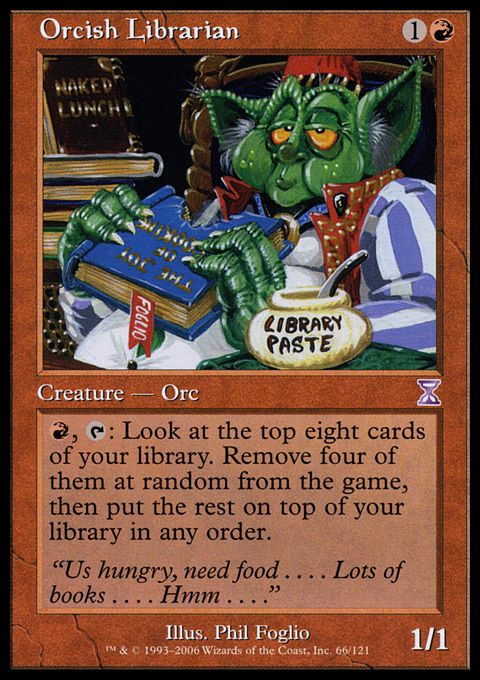 Orcish Librarian
1
NAKED
LUNCH
THE JOY
OF
COOKING
FOGLIO
LIBRARY
PASTE
Creature — Orc
, : Look at the top eight cards
of your library. Remove four of
them at random from the game,
then put the rest on top of your
library in any order.
“Us hungry, need food . . . . Lots of
books . . . . Hmm . . . .”
Illus. Phil Foglio
™ & © 1993–2006 Wizards of the Coast, Inc. 66/121
1/1